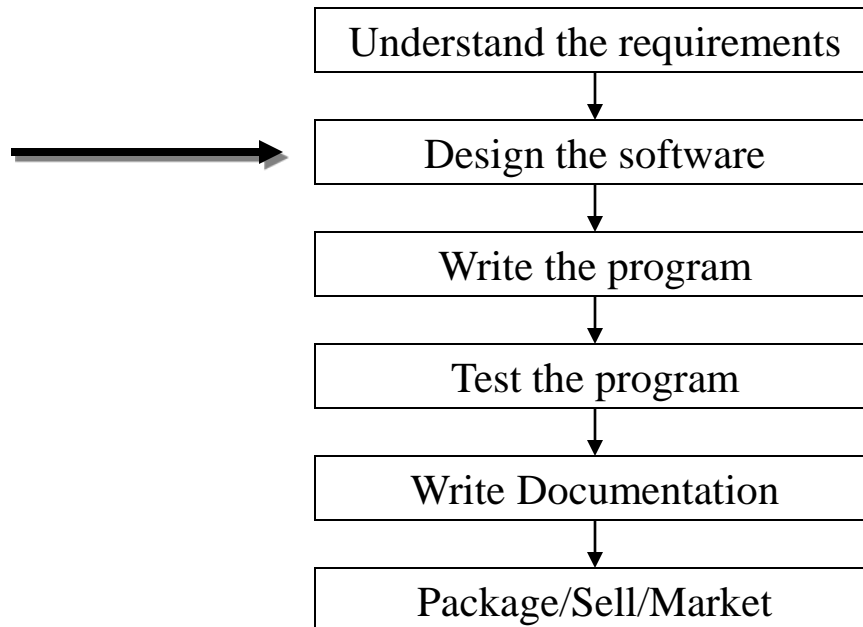 Understand the requirements
Design the software
Write the program
Test the program
Write Documentation
Package/Sell/Market